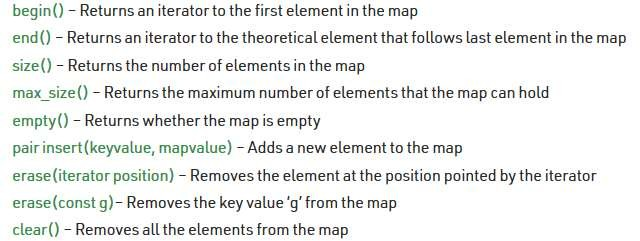 begin() – Returns an iterator to the first element in the map
end() – Returns an iterator to the theoretical element that follows last element in the map
size() – Returns the number of elements in the map
max_size() – Returns the maximum number of elements that the map can hold
empty() – Returns whether the map is empty
pair insert(keyvalue, mapvalue) – Adds a new element to the map
erase(iterator position) – Removes the element at the position pointed by the iterator
erase(const g)– Removes the key value ‘g’ from the map
clear() – Removes all the elements from the map